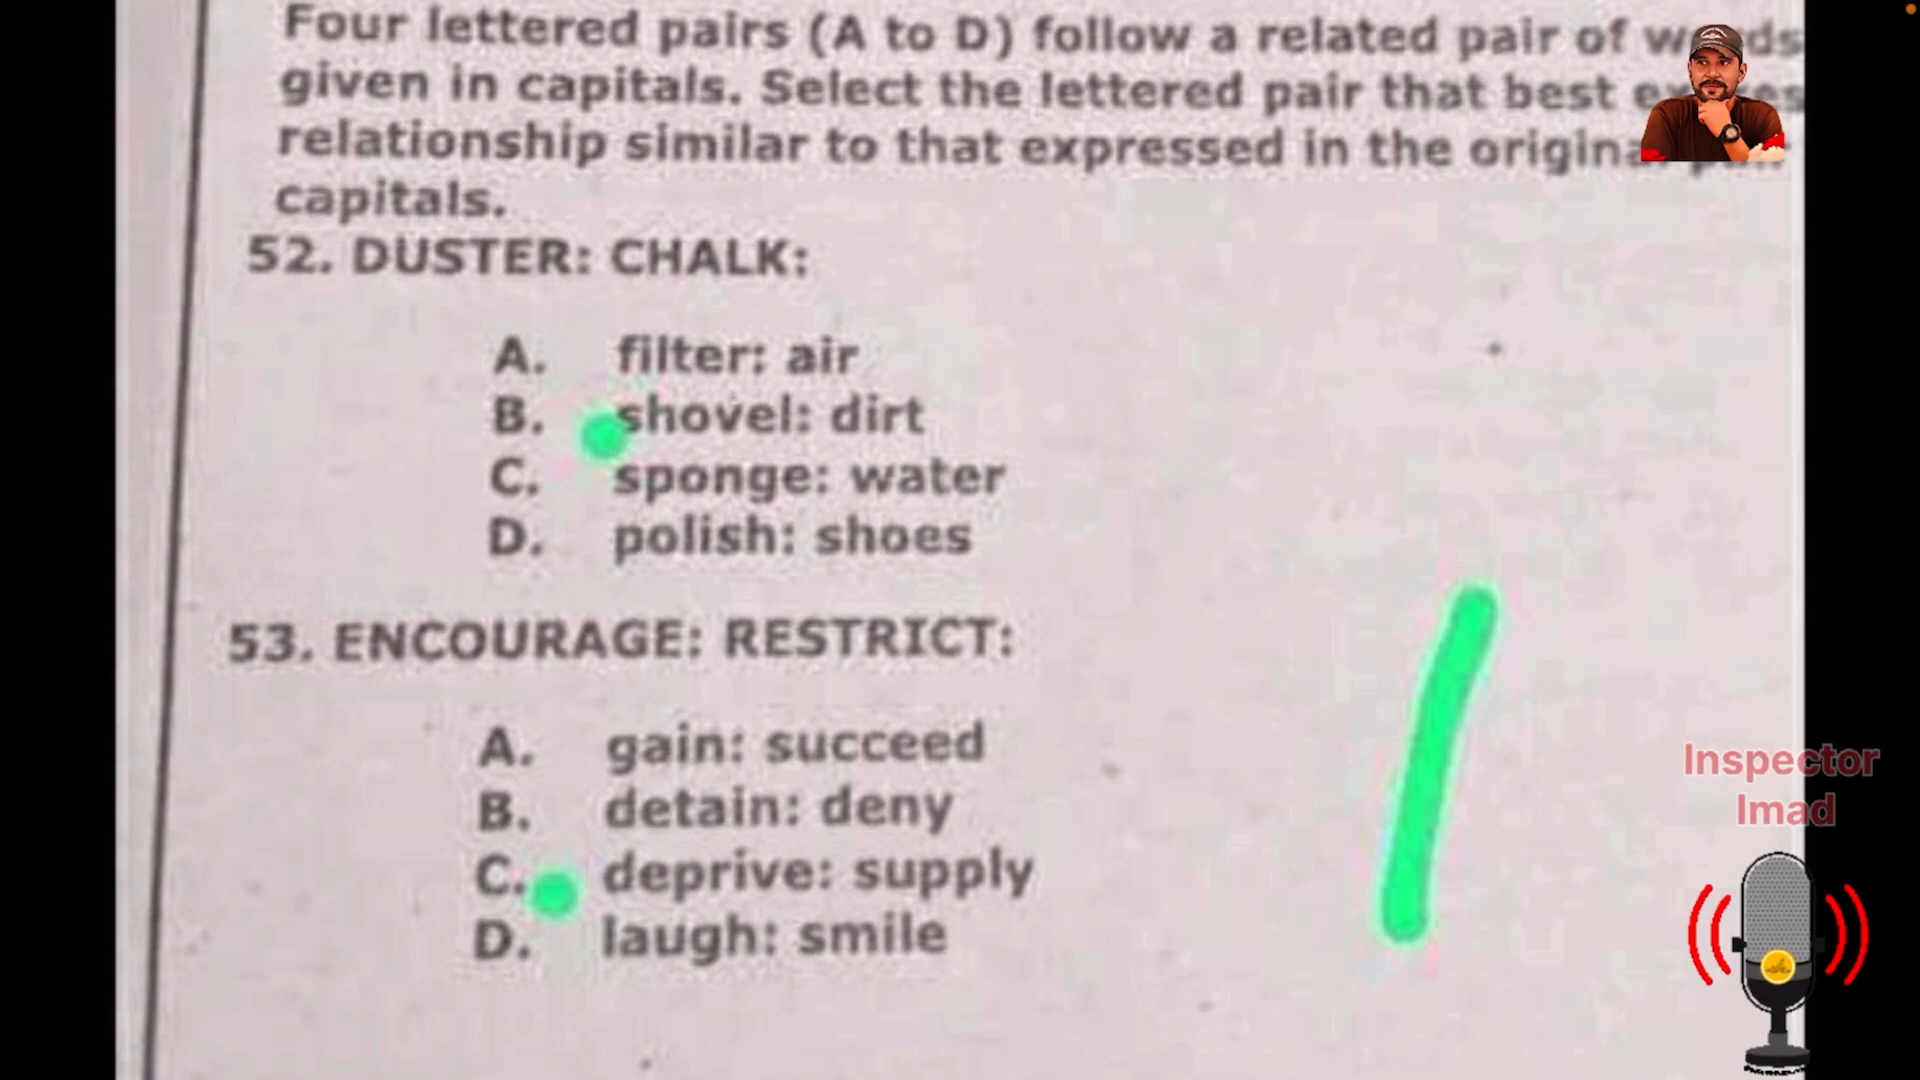 Four lettered pairs (A to D) follow a related pair of
given in capitals. Select the lettered pair that best
relationship similar to that expressed in the
capitals.
52. DUSTER: CHALK:
A. filter: air
B. shovel: dirt
C. sponge: water
D. polish: shoes
53. ENCOURAGE: RESTRICT:
A. gain: succeed
B. detain: deny
C. deprive: supply
D. laugh: smile
Inspector
Imad